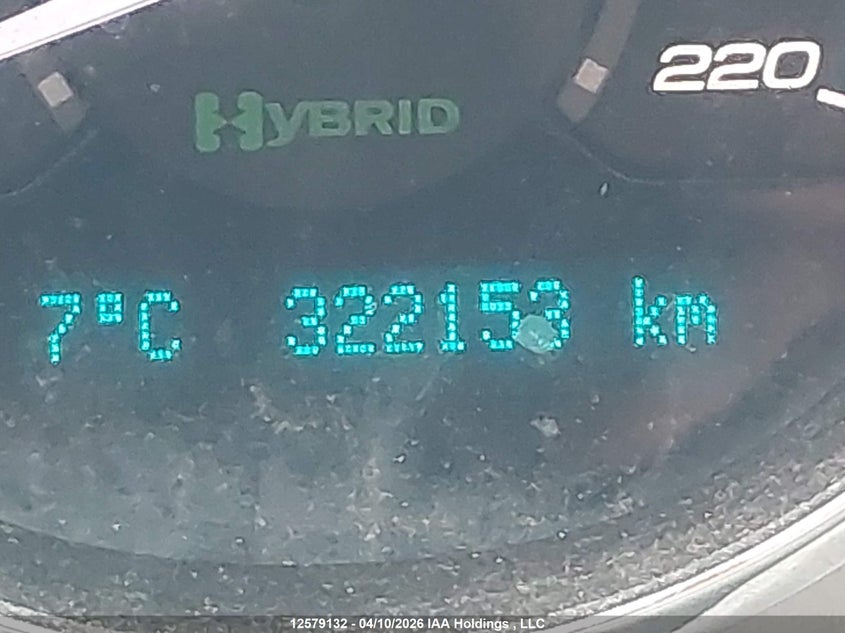 220
HYBRID
7°C 322153 km
12579132 - 04/10/2026 IAA Holdings , LLC